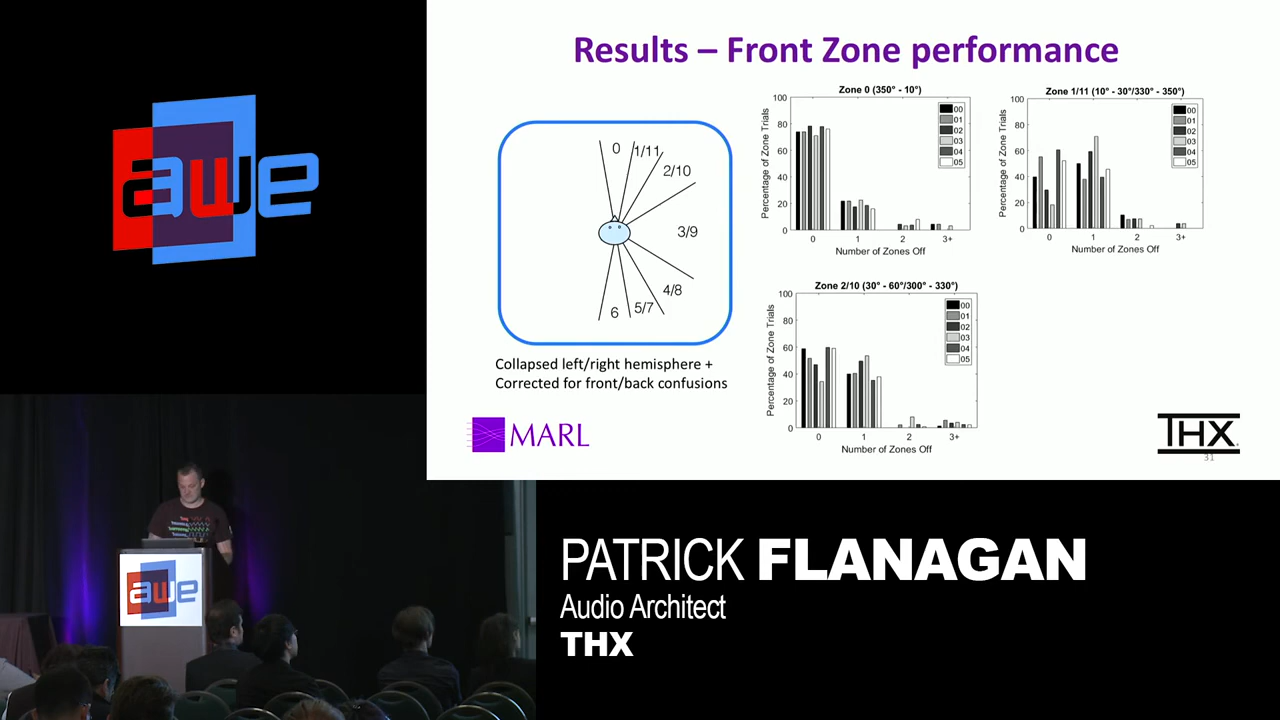 awe
Results – Front Zone performance
0
1/11
2/10
3/9
4/8
5/7
6
Collapsed left/right hemisphere +
Corrected for front/back confusions
Zone 0 (350° - 10°)
Percentage of Zone Trials
100
80
60
40
20
0
0 1 2 3+
Number of Zones Off
00
01
02
03
04
05
Zone 1/11 (10° - 30°/330° - 350°)
Percentage of Zone Trials
100
80
60
40
20
0
0 1 2 3+
Number of Zones Off
00
01
02
03
04
05
Zone 2/10 (30° - 60°/300° - 330°)
Percentage of Zone Trials
100
80
60
40
20
0
0 1 2 3+
Number of Zones Off
00
01
02
03
04
05
MARL
THX
31
awe
PATRICK FLANAGAN
Audio Architect
THX